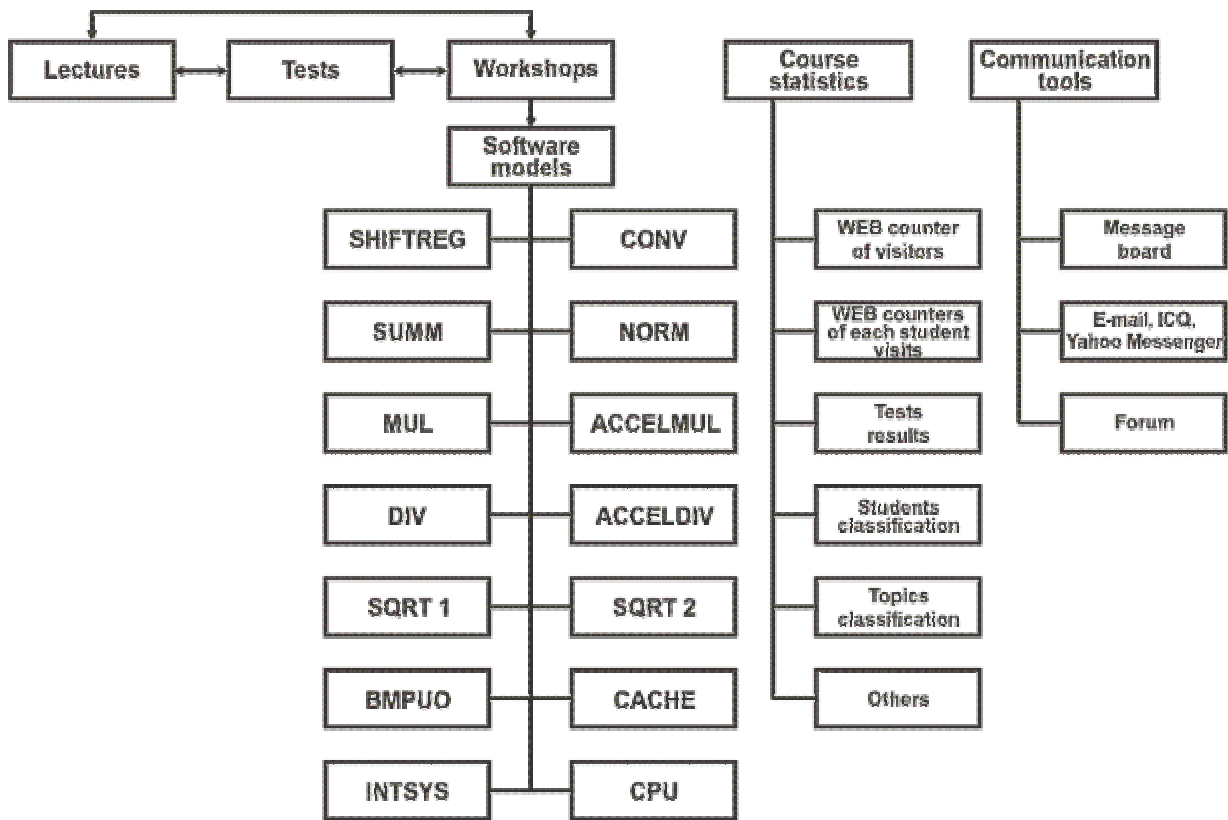 Lectures
Tests
Workshops
Course
statistics
Communication
tools
Software
models
SHIFTREG
CONV
WEB counter
of visitors
Message
board
SUMM
NORM
WEB counters
of each student
visits
E-mail, ICQ,
Yahoo Messenger
MUL
ACCELMUL
Tests
results
Forum
DIV
ACCELDIV
Students
classification
SQRT 1
SQRT 2
Topics
classification
BMPUO
CACHE
Others
INTSYS
CPU